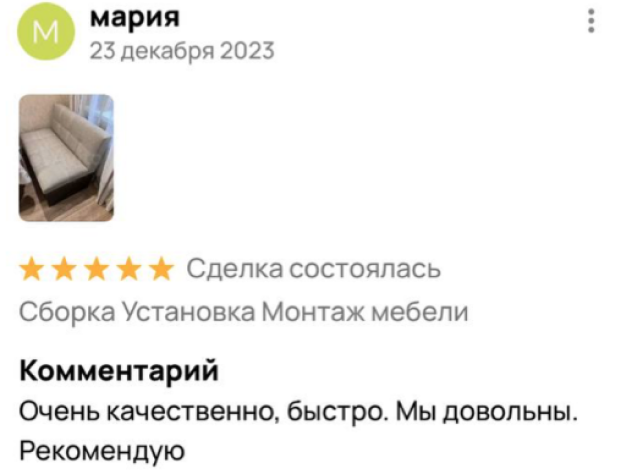 М
мария
23 декабря 2023
Сделка состоялась
Сборка Установка Монтаж мебели
Комментарий
Очень качественно, быстро. Мы довольны.
Рекомендую